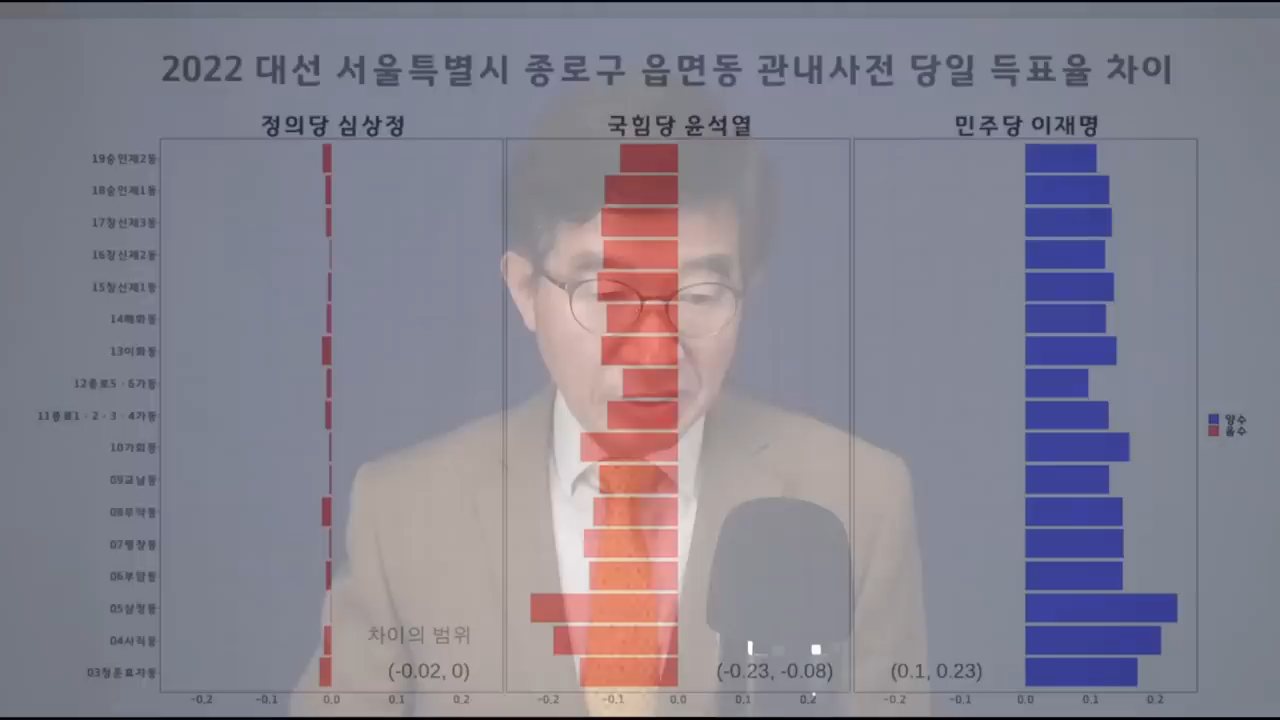 2022 대선 서울특별시 종로구 읍면동 관내사전 당일 득표율 차이
정의당 심상정 국힘당 윤석열 민주당 이재명
19숭인제2동
18숭인제1동
17창신제3동
16창신제2동
15창신제1동
14혜화동
13이화동
12종로5·6가동
11종로1·2·3·4가동
10가회동
09교남동
08무악동
07평창동
06부암동
05삼청동
04사직동
03청운효자동
양수
음수
차이의 범위
(-0.02, 0) (-0.23, -0.08) (0.1, 0.23)
-0.2 -0.1 0.0 0.1 0.2 -0.2 -0.1 0.0 0.1 0.2 -0.2 -0.1 0.0 0.1 0.2